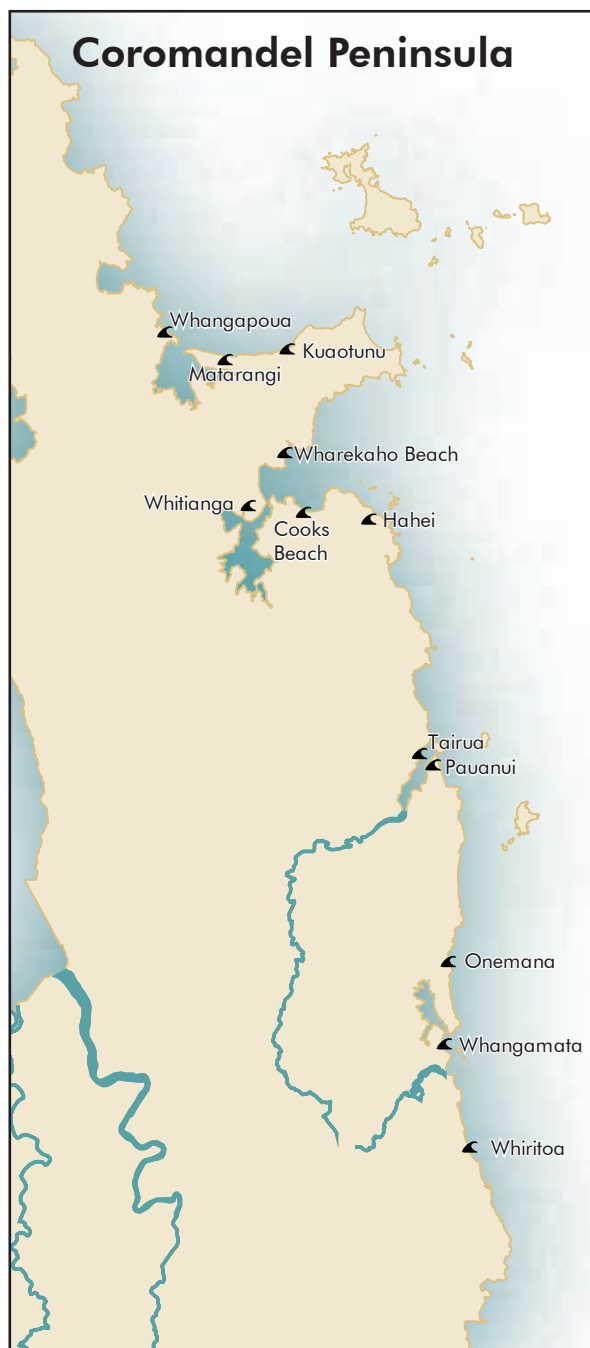 Coromandel Peninsula
Whangapoua
Kuaotunu
Matarangi
Wharekaho Beach
Whitianga
Cooks
Beach
Hahei
Tairua
Pauanui
Onemana
Whangamata
Whiritoa